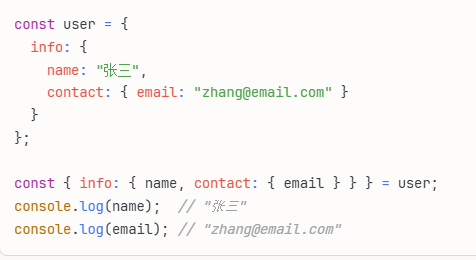 const user = {
  info: {
    name: "张三",
    contact: { email: "zhang@email.com" }
  }
};

const { info: { name, contact: { email } } } = user;
console.log(name);  // "张三"
console.log(email); // "zhang@email.com"